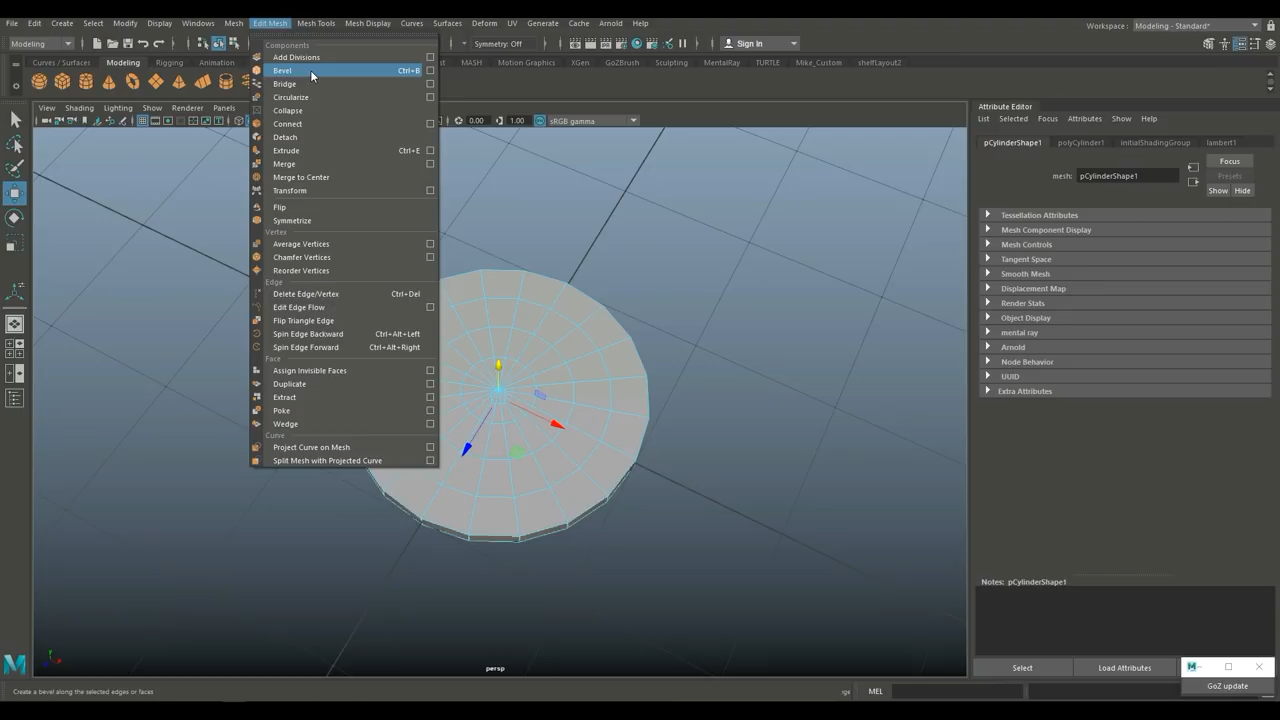 File Edit Create Select Modify Display Windows Mesh Edit Mesh Mesh Tools Mesh Display Curves Surfaces Deform UV Generate Cache Arnold Help
Workspace: Modeling - Standard*
Modeling
Symmetry: Off
Sign In
Curves / Surfaces Modeling Rigging Animation
MASH Motion Graphics XGen GoZBrush Sculpting MentalRay TURTLE Mike_Custom shelfLayout2
View Shading Lighting Show Renderer Panels
0.00 1.00 sRGB gamma
Components
Add Divisions
Bevel Ctrl+B
Bridge
Circularize
Collapse
Connect
Detach
Extrude Ctrl+E
Merge
Merge to Center
Transform
Flip
Symmetrize
Vertex
Average Vertices
Chamfer Vertices
Reorder Vertices
Edge
Delete Edge/Vertex Ctrl+Del
Edit Edge Flow
Flip Triangle Edge
Spin Edge Backward Ctrl+Alt+Left
Spin Edge Forward Ctrl+Alt+Right
Face
Assign Invisible Faces
Duplicate
Extract
Poke
Wedge
Curve
Project Curve on Mesh
Split Mesh with Projected Curve
persp
Attribute Editor
List Selected Focus Attributes Show Help
pCylinderShape1 polyCylinder1 initialShadingGroup lambert1
Focus
mesh: pCylinderShape1
Presets
Show Hide
Tessellation Attributes
Mesh Component Display
Mesh Controls
Tangent Space
Smooth Mesh
Displacement Map
Render Stats
Object Display
mental ray
Arnold
Node Behavior
UUID
Extra Attributes
Notes: pCylinderShape1
Select Load Attributes
GoZ update
Create a bevel along the selected edges or faces
MEL